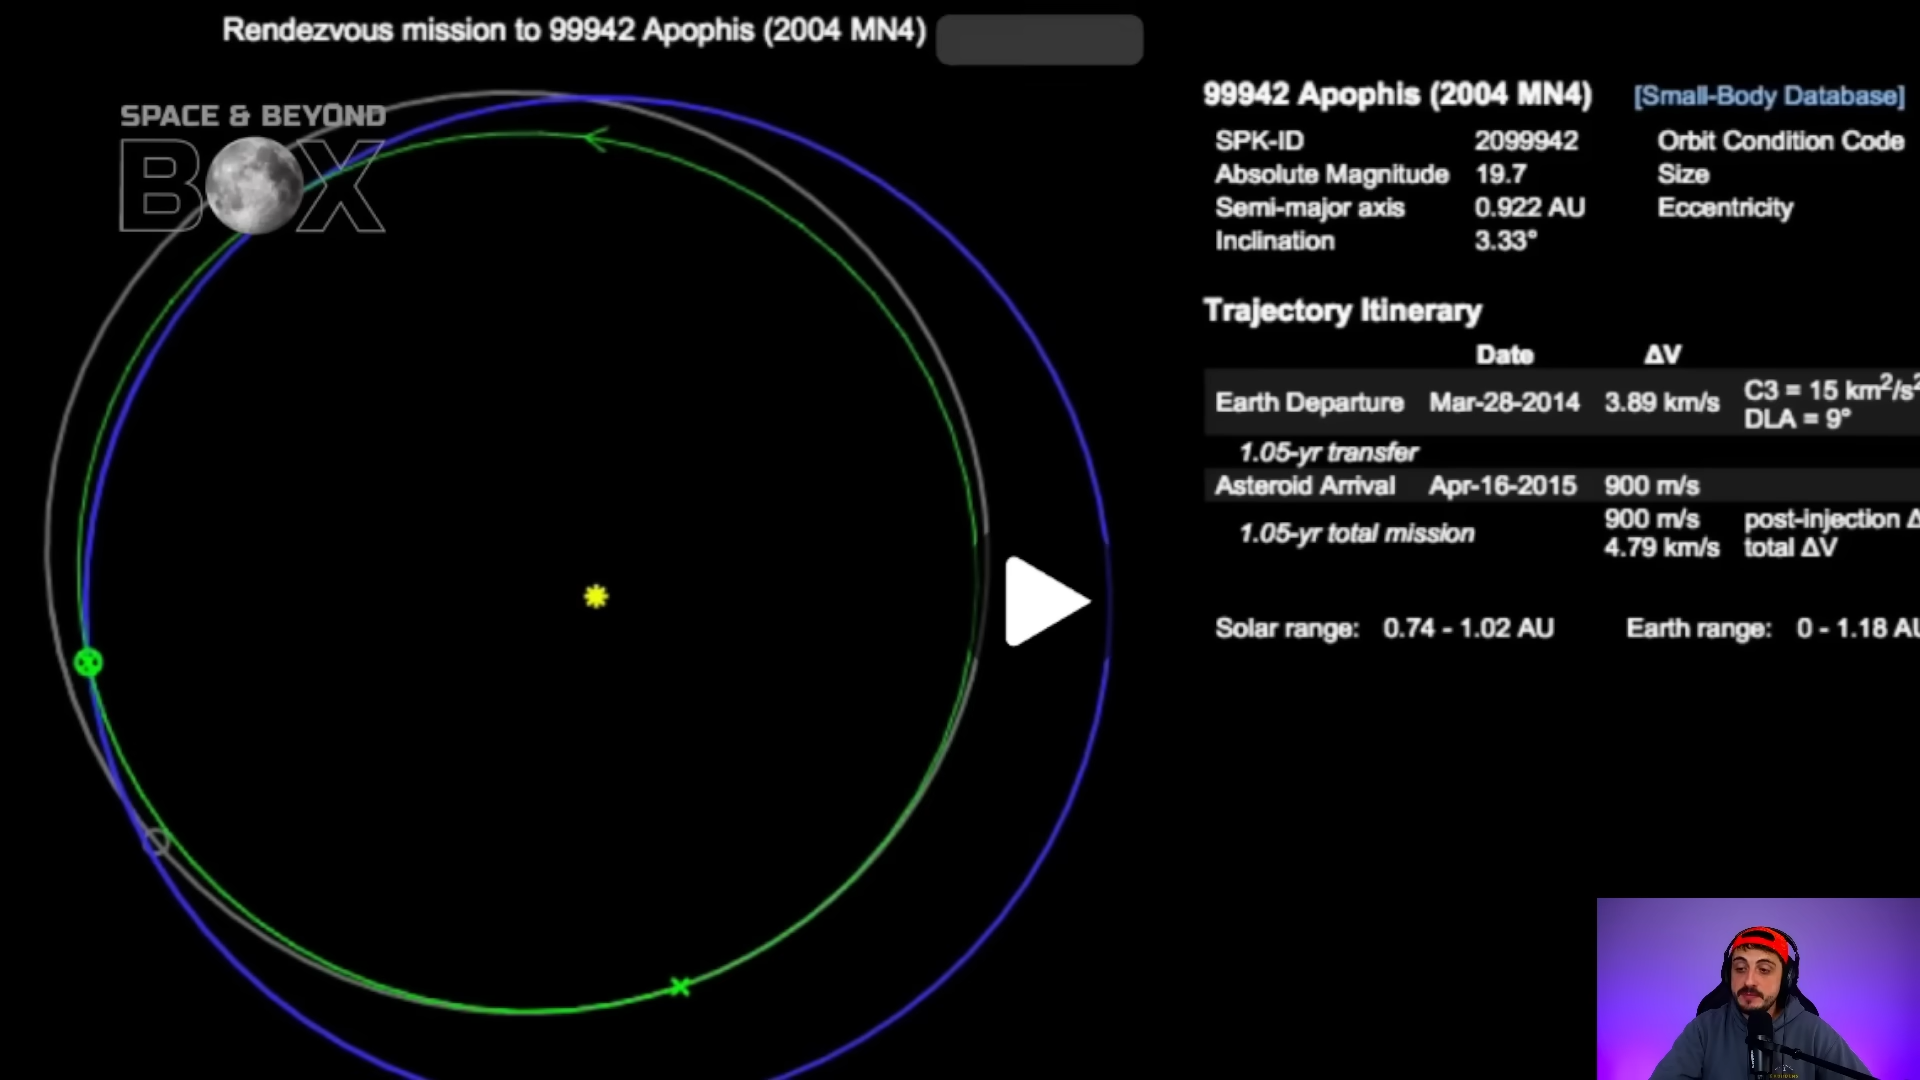 Rendezvous mission to 99942 Apophis (2004 MN4)
SPACE & BEYOND
BOX
99942 Apophis (2004 MN4) [Small-Body Database]
SPK-ID 2099942 Orbit Condition Code
Absolute Magnitude 19.7 Size
Semi-major axis 0.922 AU Eccentricity
Inclination 3.33°
Trajectory Itinerary
Date ΔV
Earth Departure Mar-28-2014 3.89 km/s C3 = 15 km²/s²
DLA = 9°
1.05-yr transfer
Asteroid Arrival Apr-16-2015 900 m/s
1.05-yr total mission 900 m/s post-injection Δ
4.79 km/s total ΔV
Solar range: 0.74 - 1.02 AU Earth range: 0 - 1.18 AU